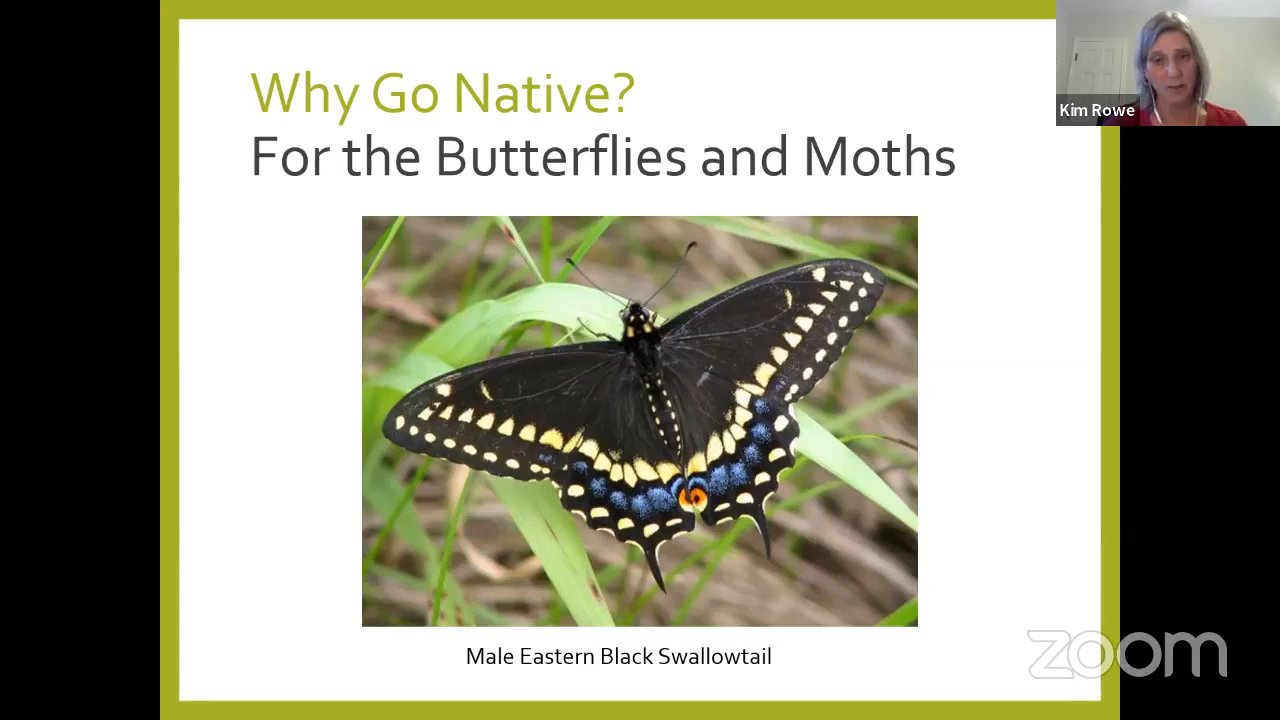 Why Go Native?
For the Butterflies and Moths
Kim Rowe
Male Eastern Black Swallowtail
zoom